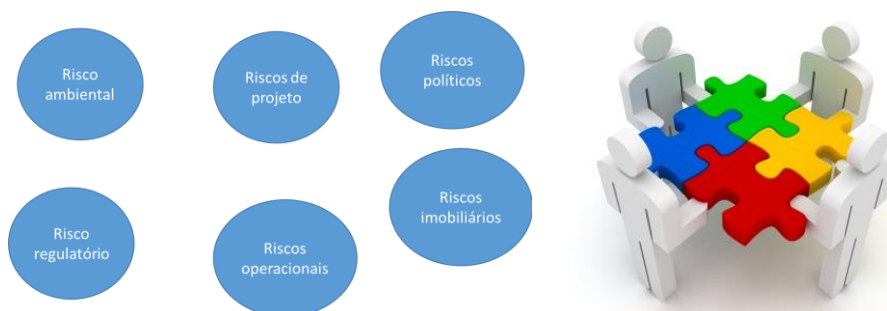 Risco
ambiental
Riscos de
projeto
Riscos
políticos
Risco
regulatório
Riscos
operacionais
Riscos
imobiliários